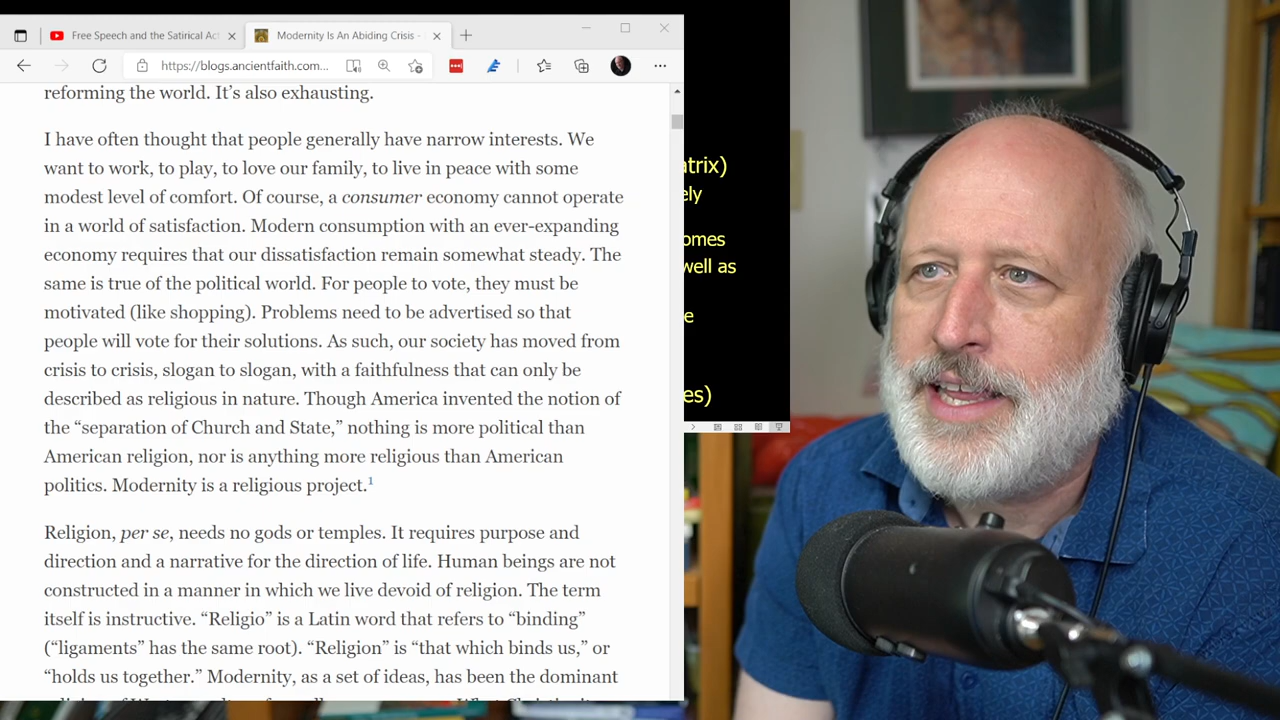 Free Speech and the Satirical Act
Modernity Is An Abiding Crisis -
https://blogs.ancientfaith.com...
reforming the world. It’s also exhausting.
I have often thought that people generally have narrow interests. We
want to work, to play, to love our family, to live in peace with some
modest level of comfort. Of course, a consumer economy cannot operate
in a world of satisfaction. Modern consumption with an ever-expanding
economy requires that our dissatisfaction remain somewhat steady. The
same is true of the political world. For people to vote, they must be
motivated (like shopping). Problems need to be advertised so that
people will vote for their solutions. As such, our society has moved from
crisis to crisis, slogan to slogan, with a faithfulness that can only be
described as religious in nature. Though America invented the notion of
the “separation of Church and State,” nothing is more political than
American religion, nor is anything more religious than American
politics. Modernity is a religious project.1
Religion, per se, needs no gods or temples. It requires purpose and
direction and a narrative for the direction of life. Human beings are not
constructed in a manner in which we live devoid of religion. The term
itself is instructive. “Religio” is a Latin word that refers to “binding”
(“ligaments” has the same root). “Religion” is “that which binds us,” or
“holds us together.” Modernity, as a set of ideas, has been the dominant
atrix)
ely
omes
well as
e
es)